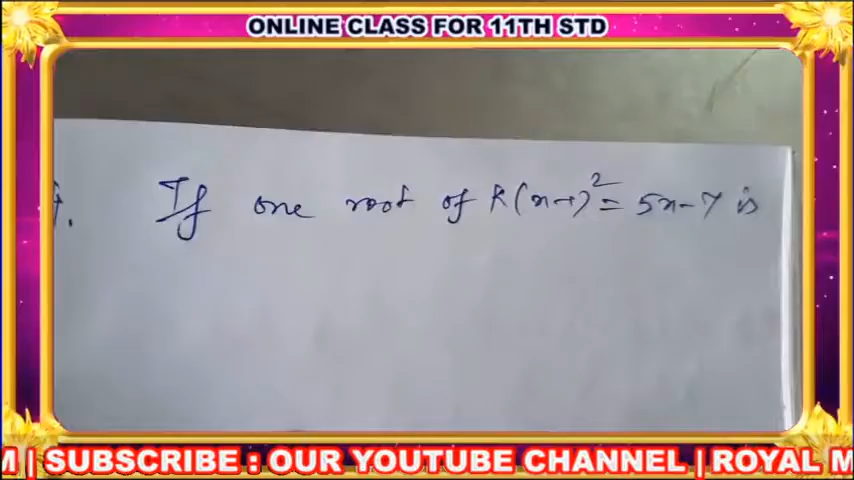 ONLINE CLASS FOR 11TH STD
If one root of k(x-1)² = 5x-7 is
M | SUBSCRIBE : OUR YOUTUBE CHANNEL | ROYAL M